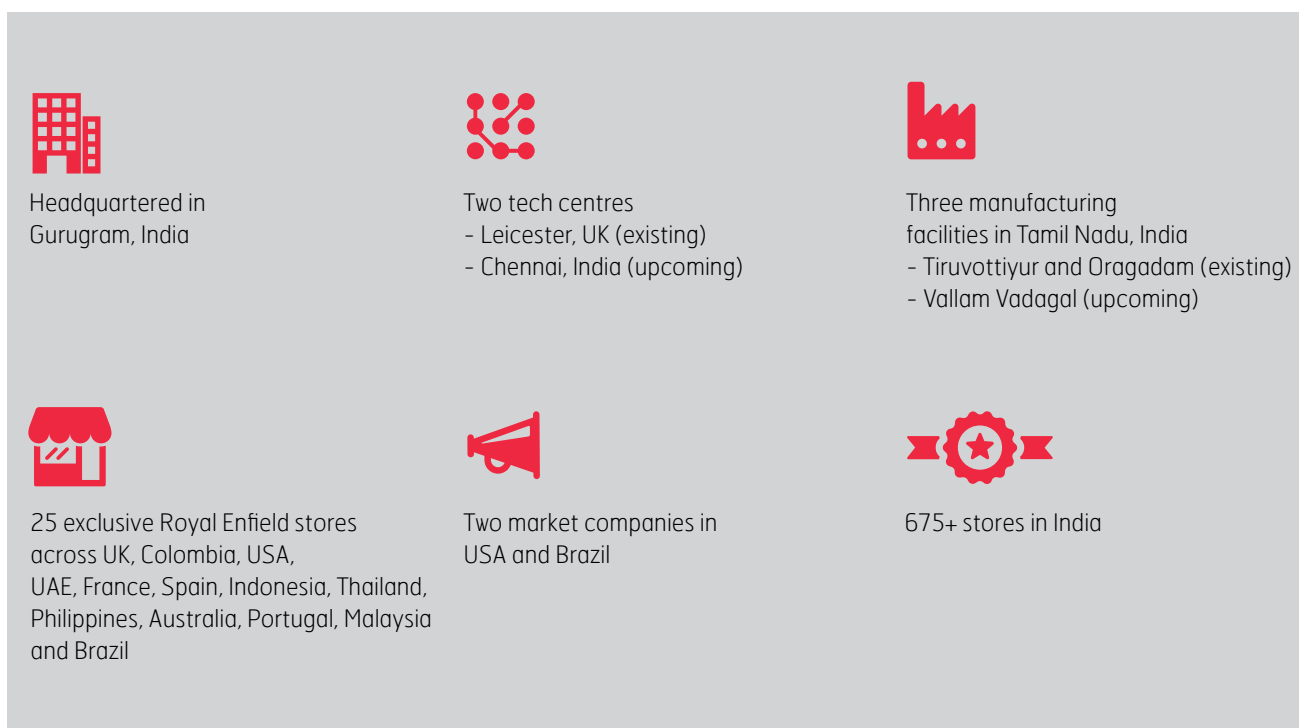 Headquartered in
Gurugram, India
Two tech centres
- Leicester, UK (existing)
- Chennai, India (upcoming)
Three manufacturing
facilities in Tamil Nadu, India
- Tiruvottiyur and Oragadam (existing)
- Vallam Vadagal (upcoming)
25 exclusive Royal Enfield stores
across UK, Colombia, USA,
UAE, France, Spain, Indonesia, Thailand,
Philippines, Australia, Portugal, Malaysia
and Brazil
Two market companies in
USA and Brazil
675+ stores in India